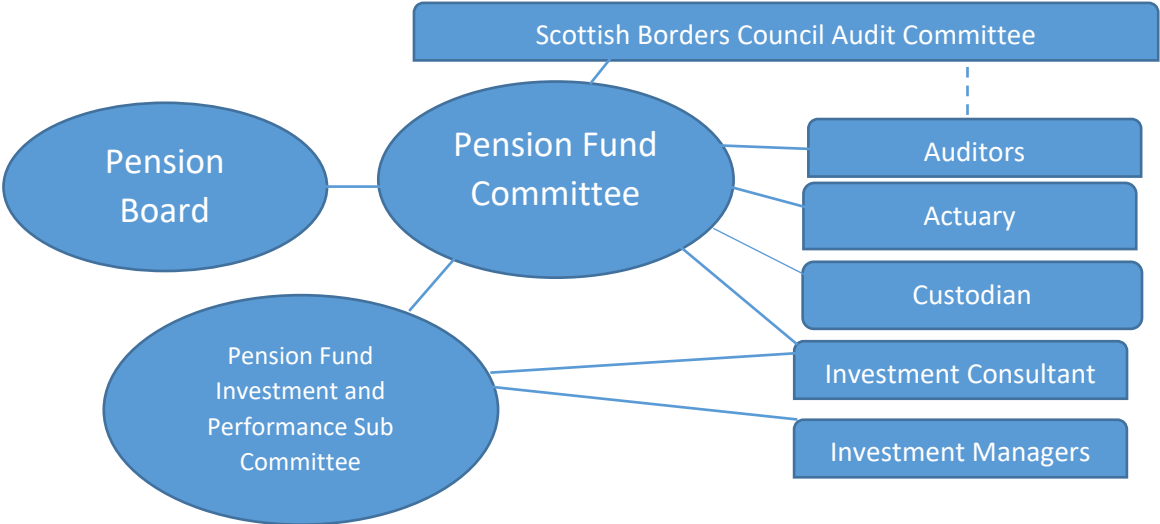 Scottish Borders Council Audit Committee
Pension
Board
Pension Fund
Committee
Auditors
Actuary
Custodian
Pension Fund
Investment and
Performance Sub
Committee
Investment Consultant
Investment Managers